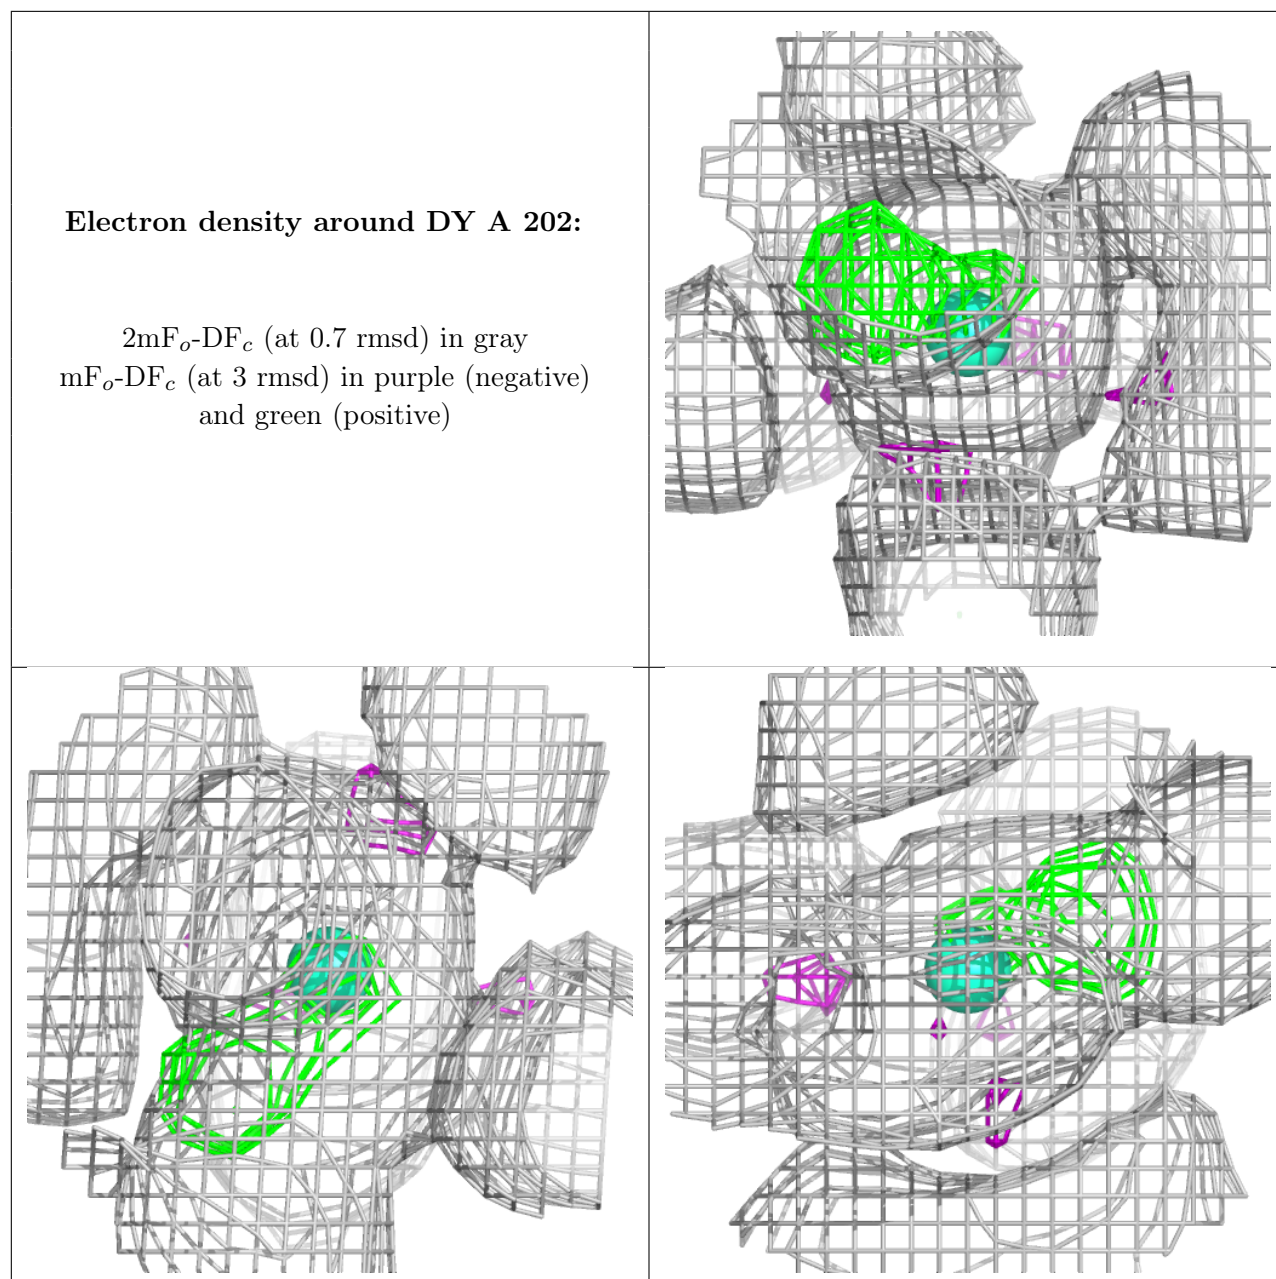 Electron density around DY A 202:
2mFo-DFc (at 0.7 rmsd) in gray
mFo-DFc (at 3 rmsd) in purple (negative)
and green (positive)